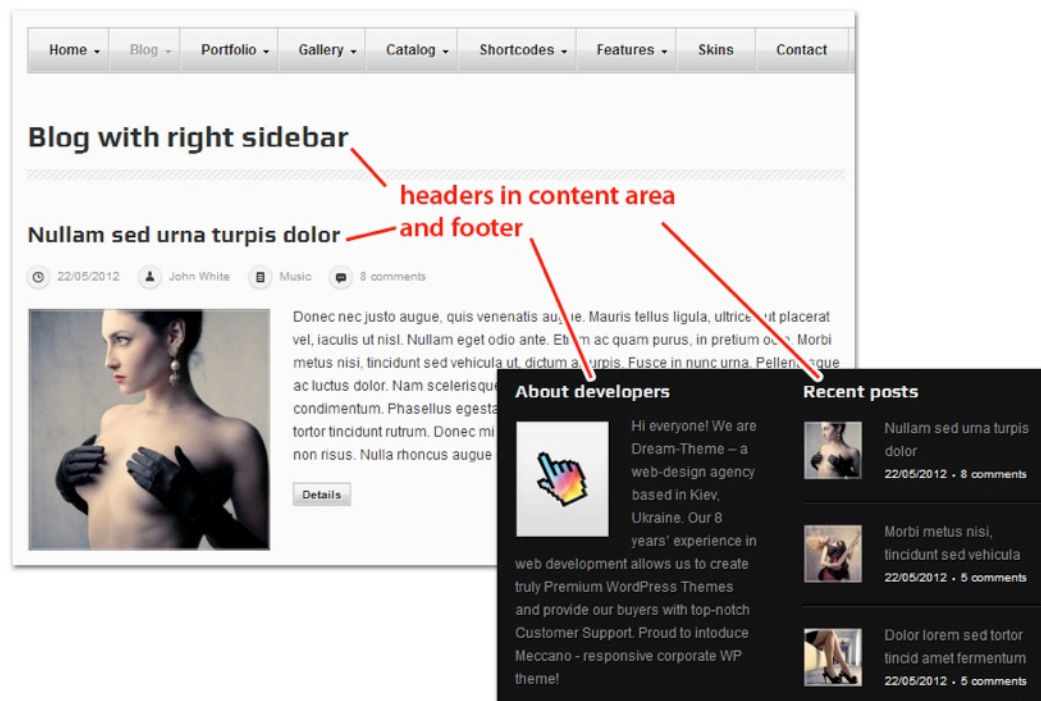 Home Blog Portfolio Gallery Catalog Shortcodes Features Skins Contact
Blog with right sidebar
headers in content area
and footer
Nullam sed urna turpis dolor
22/05/2012 John White Music 8 comments
Donec nec justo augue, quis venenatis augue. Mauris tellus ligula, ultrices ut placerat
vel, iaculis ut nisl. Nullam eget odio ante. Etiam ac quam purus, in pretium odio. Morbi
metus nisi, tincidunt sed vehicula ut, dictum a turpis. Fusce in nunc urna. Pellentesque
ac luctus dolor. Nam scelerisque
condimentum. Phasellus egesta
tortor tincidunt rutrum. Donec mi
non risus. Nulla rhoncus augue
Details
About developers
Hi everyone! We are
Dream-Theme – a
web-design agency
based in Kiev,
Ukraine. Our 8
years' experience in
web development allows us to create
truly Premium WordPress Themes
and provide our buyers with top-notch
Customer Support. Proud to intoduce
Meccano - responsive corporate WP
theme!
Recent posts
Nullam sed urna turpis
dolor
22/05/2012 • 8 comments
Morbi metus nisi,
tincidunt sed vehicula
22/05/2012 • 5 comments
Dolor lorem sed tortor
tincid amet fermentum
22/05/2012 • 5 comments